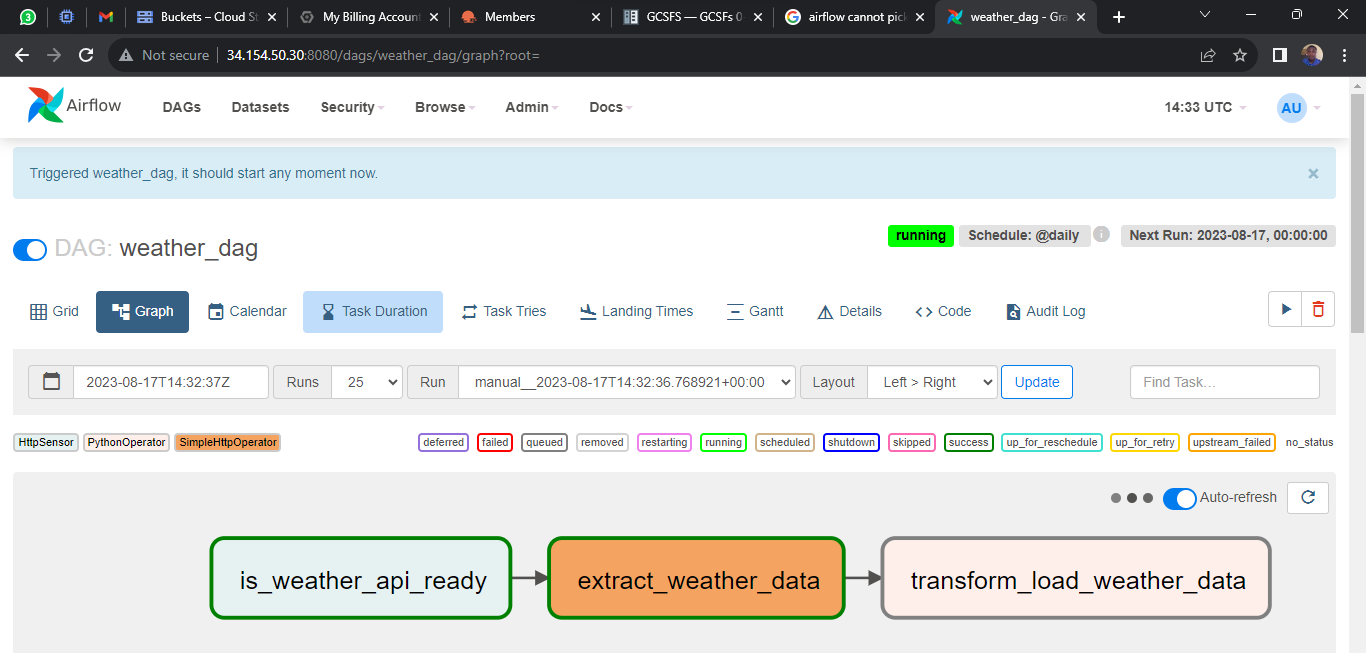 Buckets – Cloud St
My Billing Account
Members
GCSFS — GCSFs 0
airflow cannot pick
weather_dag - Gra
Not secure
34.154.50.30:8080/dags/weather_dag/graph?root=
Airflow
DAGs
Datasets
Security
Browse
Admin
Docs
14:33 UTC
AU
Triggered weather_dag, it should start any moment now.
×
DAG: weather_dag
running
Schedule: @daily
Next Run: 2023-08-17, 00:00:00
Grid
Graph
Calendar
Task Duration
Task Tries
Landing Times
Gantt
Details
Code
Audit Log
2023-08-17T14:32:37Z
Runs
25
Run
manual__2023-08-17T14:32:36.768921+00:00
Layout
Left > Right
Update
Find Task...
HttpSensor
PythonOperator
SimpleHttpOperator
deferred
failed
queued
removed
restarting
running
scheduled
shutdown
skipped
success
up_for_reschedule
up_for_retry
upstream_failed
no_status
Auto-refresh
is_weather_api_ready
extract_weather_data
transform_load_weather_data